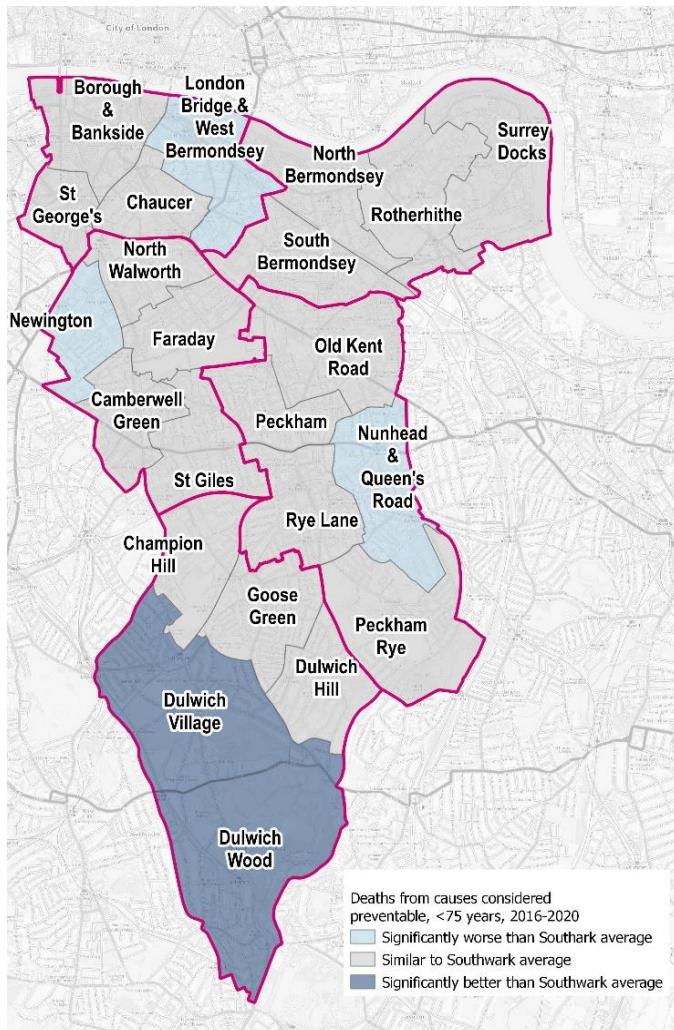 City of London
Borough
&
Bankside
London
Bridge &
West
Bermondsey
North
Bermondsey
Surrey
Docks
St
George's
Chaucer
Rotherhithe
South
Bermondsey
North
Walworth
Newington
Faraday
Old Kent
Road
Camberwell
Green
Peckham
Nunhead
&
Queen's
Road
St Giles
Rye Lane
Champion
Hill
Goose
Green
Peckham
Rye
Dulwich
Hill
Dulwich
Village
Dulwich
Wood
Deaths from causes considered
preventable, <75 years, 2016-2020
Significantly worse than Southark average
Similar to Southwark average
Significantly better than Southwark average